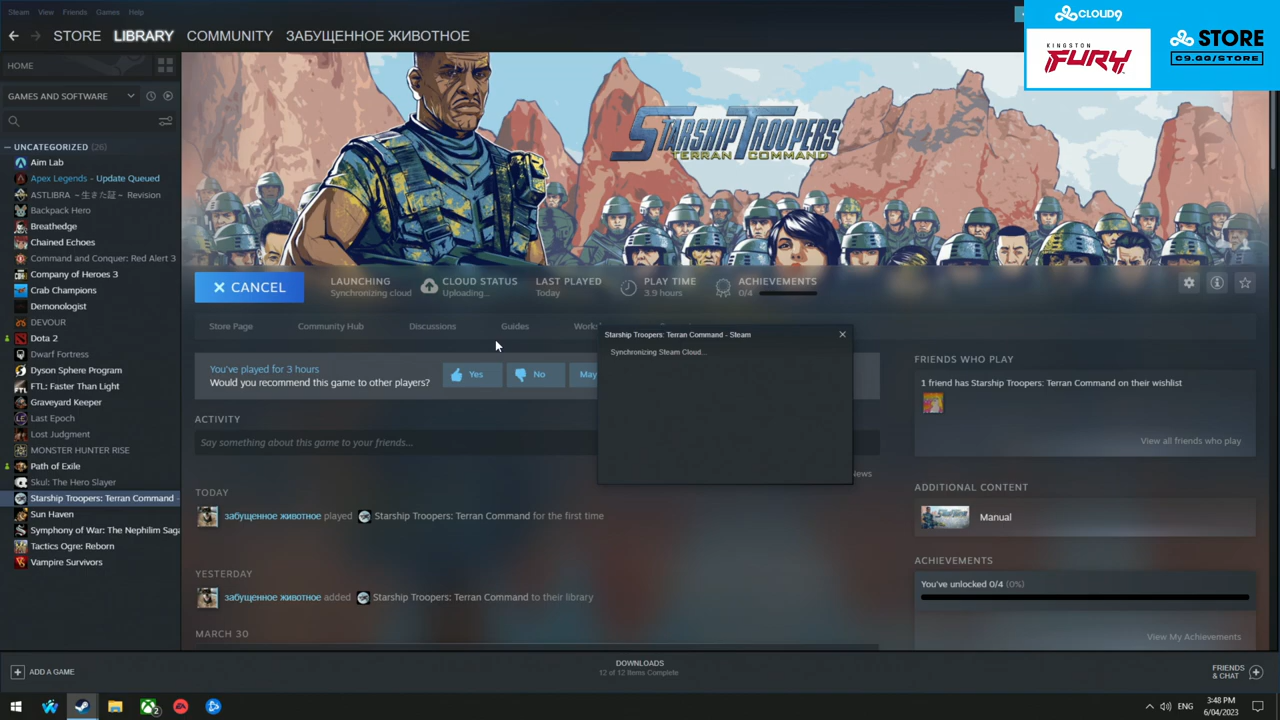 Steam View Friends Games Help
STORE LIBRARY COMMUNITY ЗАБУЩЕННОЕ ЖИВОТНОЕ
CLOUD9
KINGSTON
FURY
STORE
C9.GG/STORE
HOME
GAMES AND SOFTWARE
UNCATEGORIZED (26)
Aim Lab
Apex Legends - Update Queued
ASTLIBRA ～生きた証～ Revision
Backpack Hero
Breathedge
Chained Echoes
Command and Conquer: Red Alert 3
Company of Heroes 3
Crab Champions
Demonologist
DEVOUR
Dota 2
Dwarf Fortress
Dyson Sphere Program
FTL: Faster Than Light
Graveyard Keeper
Last Epoch
Lost Judgment
MONSTER HUNTER RISE
Path of Exile
Skul: The Hero Slayer
Starship Troopers: Terran Command -
Sun Haven
Symphony of War: The Nephilim Saga
Tactics Ogre: Reborn
Vampire Survivors
STARSHIP TROOPERS
TERRAN COMMAND
CANCEL
LAUNCHING
Synchronizing cloud
CLOUD STATUS
Uploading...
LAST PLAYED
Today
PLAY TIME
3.9 hours
ACHIEVEMENTS
0/4
Store Page Community Hub Discussions Guides Works
Starship Troopers: Terran Command - Steam
Synchronizing Steam Cloud...
You've played for 3 hours
Would you recommend this game to other players?
Yes No May
ACTIVITY
Say something about this game to your friends...
News
TODAY
забущенное животное played Starship Troopers: Terran Command for the first time
YESTERDAY
забущенное животное added Starship Troopers: Terran Command to their library
MARCH 30
FRIENDS WHO PLAY
1 friend has Starship Troopers: Terran Command on their wishlist
View all friends who play
ADDITIONAL CONTENT
Manual
ACHIEVEMENTS
You've unlocked 0/4 (0%)
View My Achievements
ADD A GAME
DOWNLOADS
12 of 12 Items Complete
FRIENDS
& CHAT
2
ENG
3:48 PM
6/04/2023